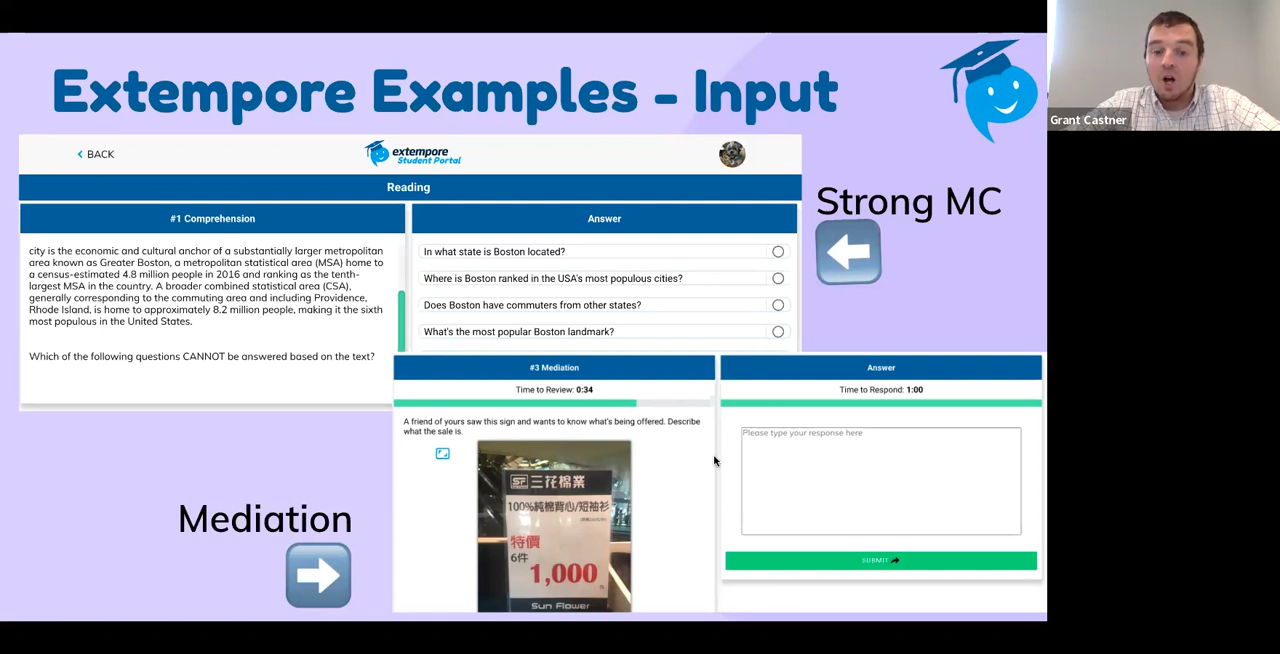 Extempore Examples - Input
Grant Castner
BACK
extempore
Student Portal
Reading
#1 Comprehension
Answer
city is the economic and cultural anchor of a substantially larger metropolitan
area known as Greater Boston, a metropolitan statistical area (MSA) home to
a census-estimated 4.8 million people in 2016 and ranking as the tenth-
largest MSA in the country. A broader combined statistical area (CSA),
generally corresponding to the commuting area and including Providence,
Rhode Island, is home to approximately 8.2 million people, making it the sixth
most populous in the United States.
Which of the following questions CANNOT be answered based on the text?
In what state is Boston located?
Where is Boston ranked in the USA's most populous cities?
Does Boston have commuters from other states?
What's the most popular Boston landmark?
Strong MC
Mediation
#3 Mediation
Time to Review: 0:34
A friend of yours saw this sign and wants to know what's being offered. Describe
what the sale is.
SF 三花棉業
100%純棉背心/短袖衫
特價
6件
1,000
Sun Flower
Answer
Time to Respond: 1:00
Please type your response here
SUBMIT